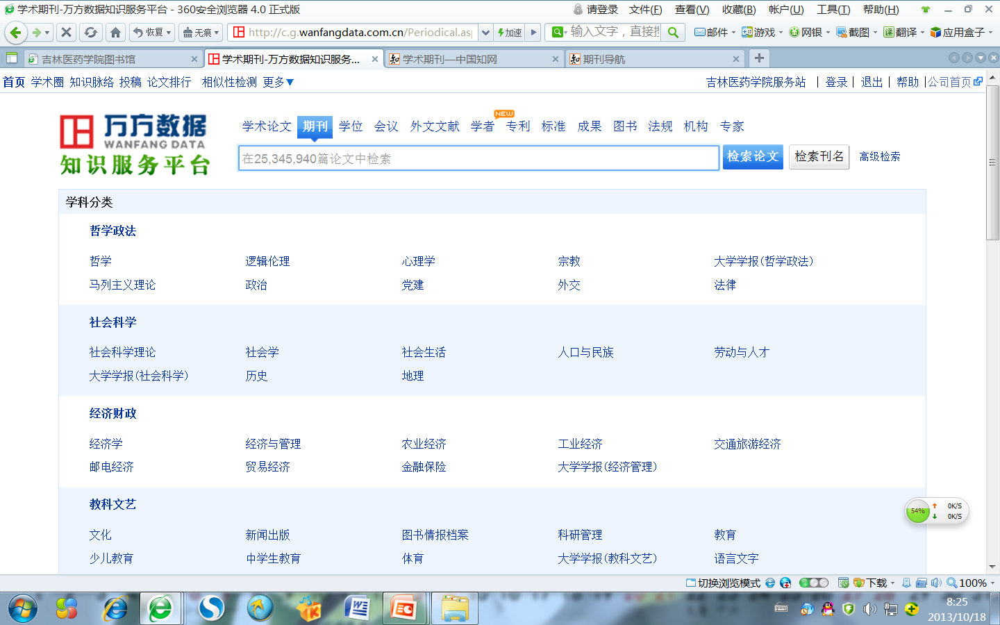 学术期刊-万方数据知识服务平台 - 360安全浏览器 4.0 正式版
请登录 文件(F) 查看(V) 收藏(B) 帐户(U) 工具(T) 帮助(H)
恢复 无痕 http://c.g.wanfangdata.com.cn/Periodical.asp 加速 输入文字，直接搜 邮件 游戏 网银 截图 翻译 应用盒子
吉林医药学院图书馆 学术期刊-万方数据知识服务... 学术期刊—中国知网 期刊导航
首页 学术圈 知识脉络 投稿 论文排行 相似性检测 更多▼ 吉林医药学院服务站 | 登录 | 退出 | 帮助 | 公司首页
NEW
万方数据
WANFANG DATA
知识服务平台
学术论文 期刊 学位 会议 外文文献 学者 专利 标准 成果 图书 法规 机构 专家
在25,345,940篇论文中检索 检索论文 检索刊名 高级检索
学科分类
哲学政法
哲学 逻辑伦理 心理学 宗教 大学学报(哲学政法)
马列主义理论 政治 党建 外交 法律
社会科学
社会科学理论 社会学 社会生活 人口与民族 劳动与人才
大学学报(社会科学) 历史 地理
经济财政
经济学 经济与管理 农业经济 工业经济 交通旅游经济
邮电经济 贸易经济 金融保险 大学学报(经济管理)
教科文艺
54% 0K/S
0K/S
文化 新闻出版 图书情报档案 科研管理 教育
少儿教育 中学生教育 体育 大学学报(教科文艺) 语言文字
切换浏览模式 下载 100%
8:25
2013/10/18